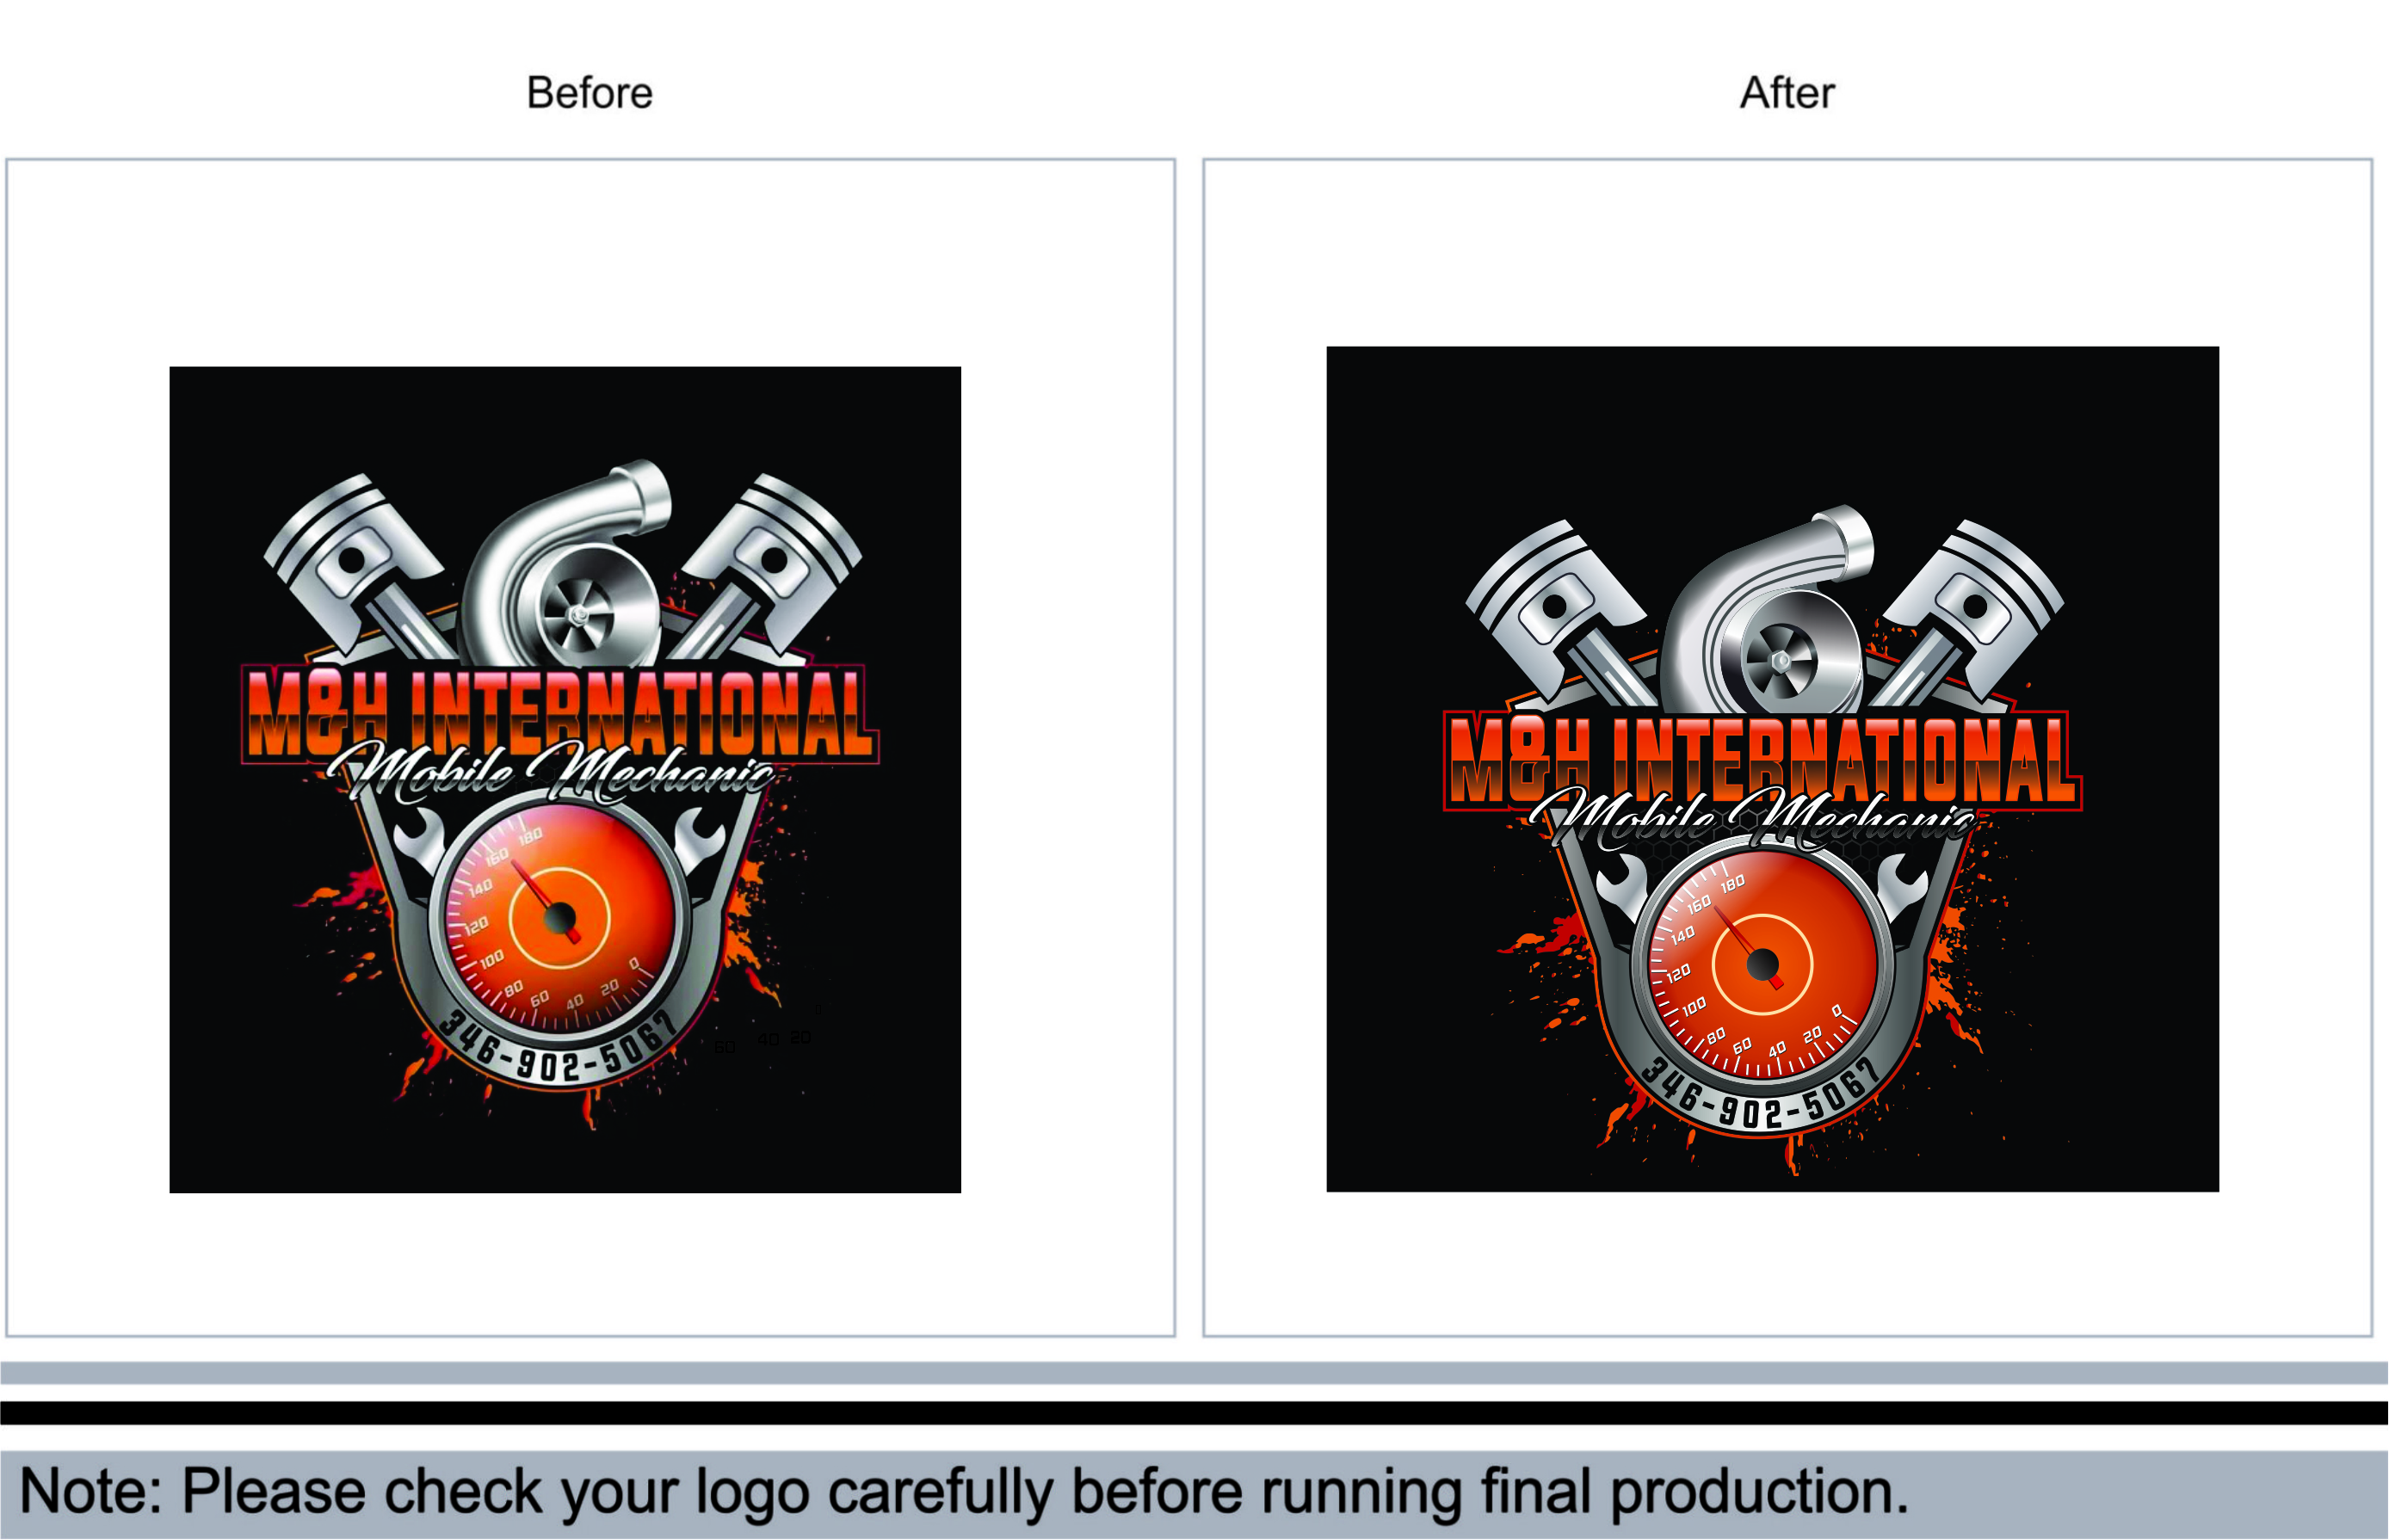 Before
After
M&H INTERNATIONAL
Mobile Mechanic
180
160
140
120
100
80
60
40
20
0
346-902-5067
60 40 20
M&H INTERNATIONAL
Mobile Mechanic
180
160
140
120
100
80
60
40
20
0
346-902-5067
Note: Please check your logo carefully before running final production.